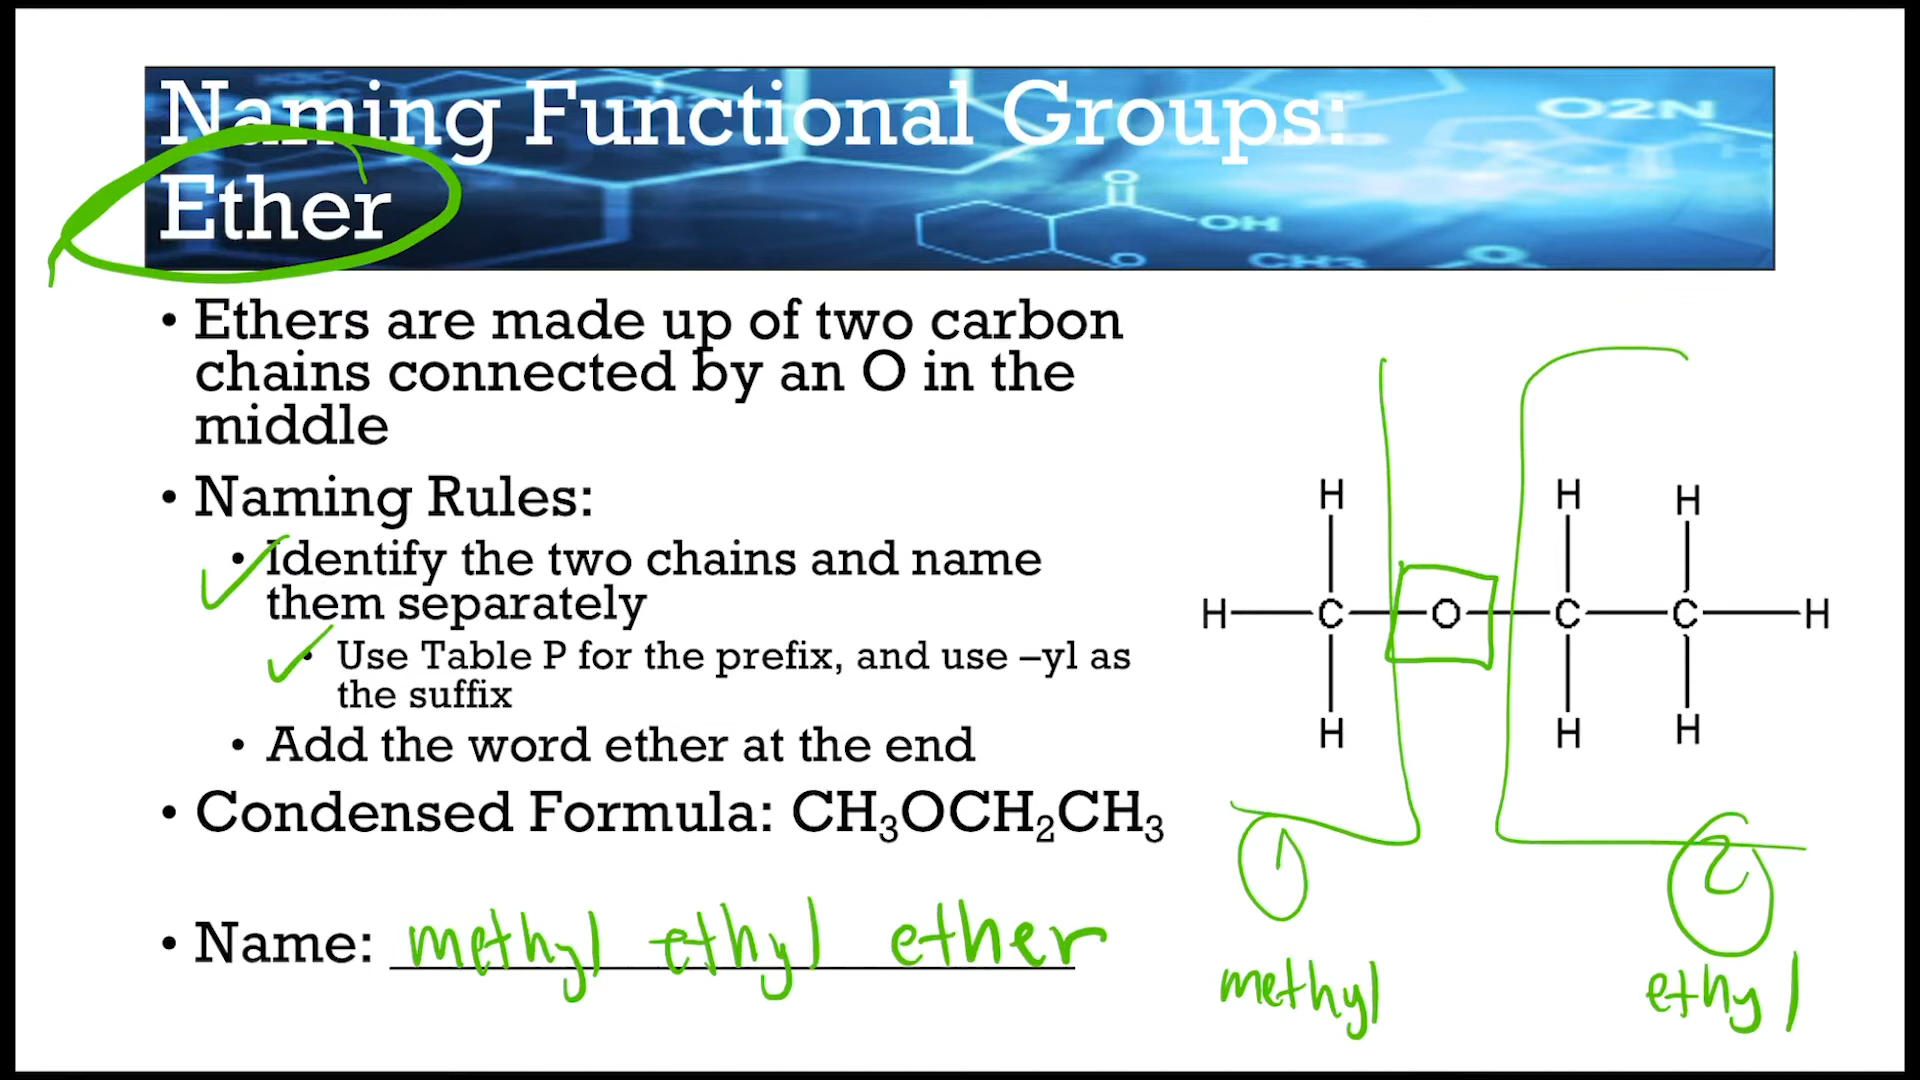 Naming Functional Groups:
Ether
O2N
O
OH
O
CH3
O
• Ethers are made up of two carbon
chains connected by an O in the
middle
• Naming Rules:
• Identify the two chains and name
them separately
• Use Table P for the prefix, and use –yl as
the suffix
• Add the word ether at the end
• Condensed Formula: CH₃OCH₂CH₃
• Name: methyl ethyl ether
H H H
H C O C C H
H H H
1 2
methyl ethyl